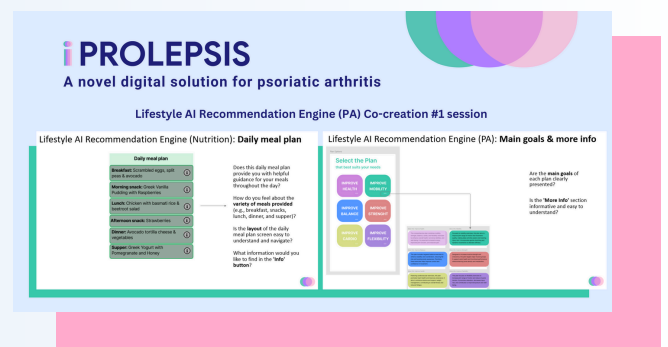 iPROLEPSIS
A novel digital solution for psoriatic arthritis
Lifestyle AI Recommendation Engine (PA) Co-creation #1 session
Lifestyle AI Recommendation Engine (Nutrition): Daily meal plan
Daily meal plan
Breakfast: Scrambled eggs, split
peas & avocado
Morning snack: Greek Vanilla
Pudding with Raspberries
Lunch: Chicken with basmati rice &
beetroot salad
Afternoon snack: Strawberries
Dinner: Avocado tortilla cheese &
vegetables
Supper: Greek Yogurt with
Pomegranate and Honey
Does this daily meal plan
provide you with helpful
guidance for your meals
throughout the day?
How do you feel about the
variety of meals provided
(e.g., breakfast, snacks,
lunch, dinner, and supper)?
Is the layout of the daily
meal plan screen easy to
understand and navigate?
What information would you
like to find in the 'info'
button?
Lifestyle AI Recommendation Engine (PA): Main goals & more info
Select the Plan
that best suits your needs
IMPROVE
HEALTH
IMPROVE
MOBILITY
IMPROVE
BALANCE
IMPROVE
STRENGTH
IMPROVE
CARDIO
IMPROVE
FLEXIBILITY
Are the main goals of
each plan clearly
presented?
Is the 'More info' section
informative and easy to
understand?